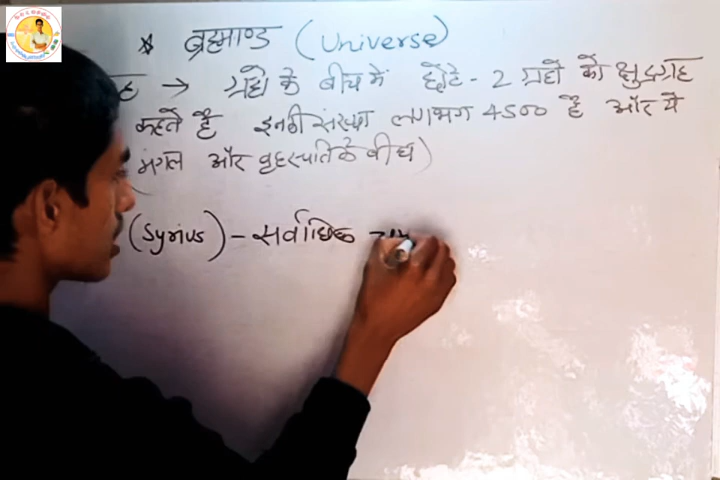 * ब्रह्माण्ड (Universe)
ह → ग्रहो के बीच में छोटे-2 ग्रहों को क्षुद्रग्रह
कहते है इनकी संख्या लगभग 4500 है और ये
मंगल और वृहस्पति के बीच)
(Syrius) - सर्वाधिक